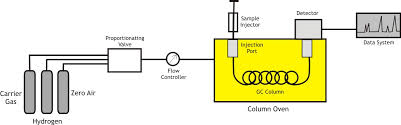 Proportionating
Valve
Sample
Injector
Detector
Injection
Port
Data System
Flow
Controller
GC Column
Carrier
Gas
Zero Air
Hydrogen
Column Oven